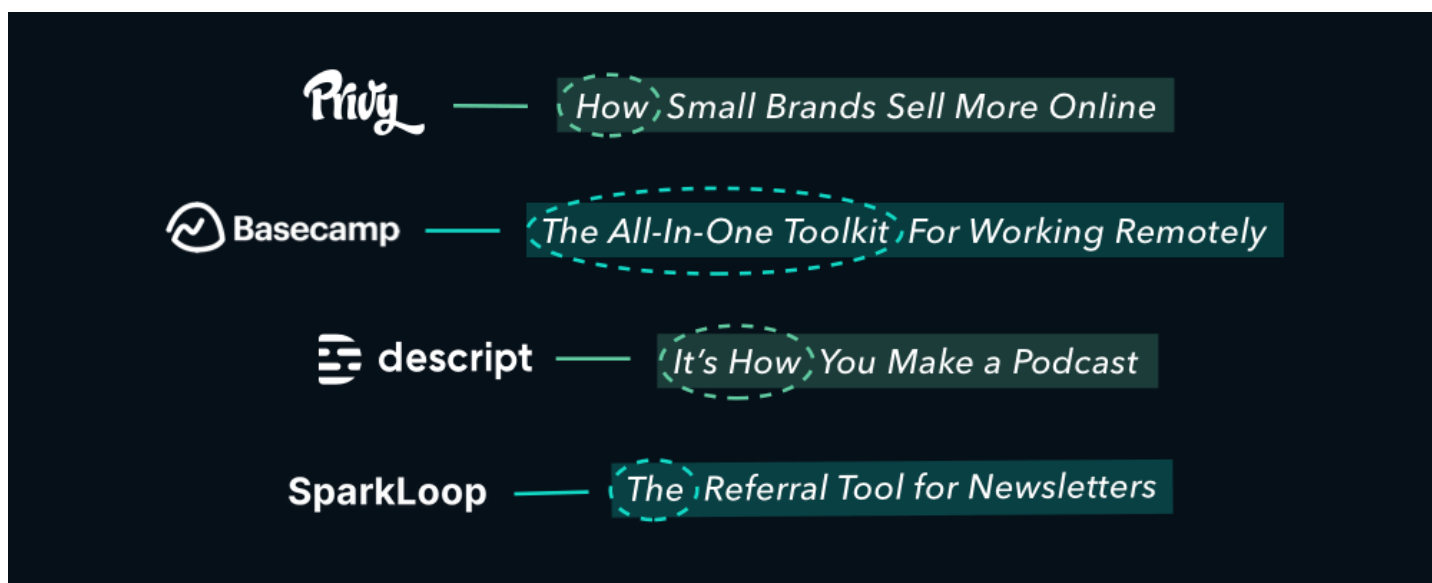 Privy How Small Brands Sell More Online
Basecamp The All-In-One Toolkit For Working Remotely
descript It's How You Make a Podcast
SparkLoop The Referral Tool for Newsletters